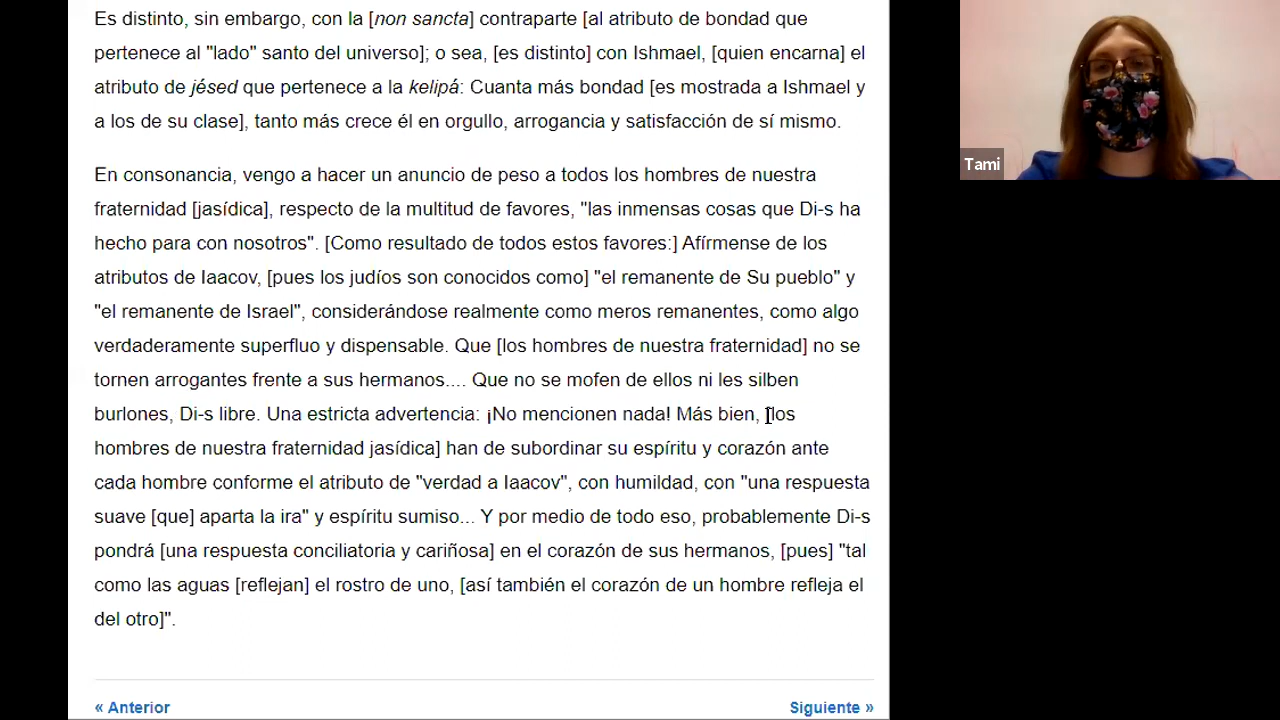 Es distinto, sin embargo, con la [non sancta] contraparte [al atributo de bondad que
pertenece al "lado" santo del universo]; o sea, [es distinto] con Ishmael, [quien encarna] el
atributo de jésed que pertenece a la kelipá: Cuanta más bondad [es mostrada a Ishmael y
a los de su clase], tanto más crece él en orgullo, arrogancia y satisfacción de sí mismo.
En consonancia, vengo a hacer un anuncio de peso a todos los hombres de nuestra
fraternidad [jasídica], respecto de la multitud de favores, "las inmensas cosas que Di-s ha
hecho para con nosotros". [Como resultado de todos estos favores:] Afírmense de los
atributos de Iaacov, [pues los judíos son conocidos como] "el remanente de Su pueblo" y
"el remanente de Israel", considerándose realmente como meros remanentes, como algo
verdaderamente superfluo y dispensable. Que [los hombres de nuestra fraternidad] no se
tornen arrogantes frente a sus hermanos.... Que no se mofen de ellos ni les silben
burlones, Di-s libre. Una estricta advertencia: ¡No mencionen nada! Más bien, [los
hombres de nuestra fraternidad jasídica] han de subordinar su espíritu y corazón ante
cada hombre conforme el atributo de "verdad a Iaacov", con humildad, con "una respuesta
suave [que] aparta la ira" y espíritu sumiso... Y por medio de todo eso, probablemente Di-s
pondrá [una respuesta conciliatoria y cariñosa] en el corazón de sus hermanos, [pues] "tal
como las aguas [reflejan] el rostro de uno, [así también el corazón de un hombre refleja el
del otro]".
« Anterior
Siguiente »
Tami